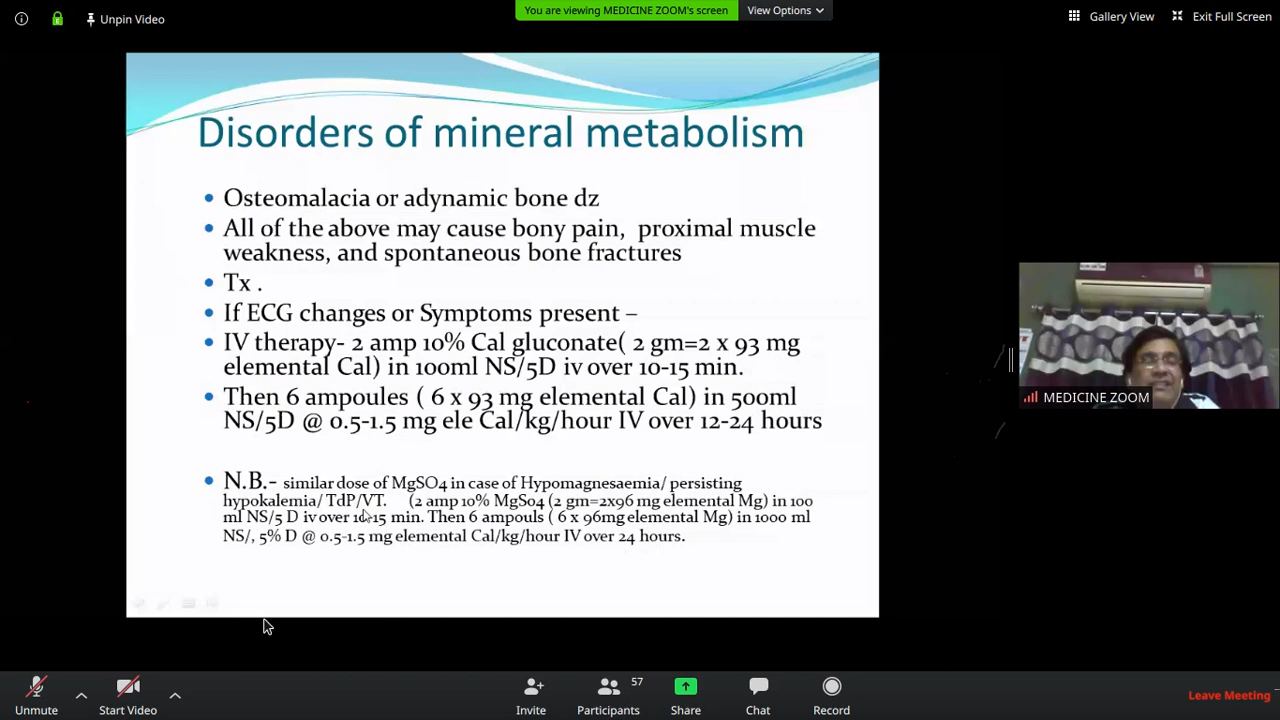 Unpin Video
You are viewing MEDICINE ZOOM's screen
View Options
Gallery View
Exit Full Screen
Disorders of mineral metabolism
Osteomalacia or adynamic bone dz
All of the above may cause bony pain, proximal muscle
weakness, and spontaneous bone fractures
Tx .
If ECG changes or Symptoms present –
IV therapy- 2 amp 10% Cal gluconate( 2 gm=2 x 93 mg
elemental Cal) in 100ml NS/5D iv over 10-15 min.
Then 6 ampoules ( 6 x 93 mg elemental Cal) in 500ml
NS/5D @ 0.5-1.5 mg ele Cal/kg/hour IV over 12-24 hours
N.B.- similar dose of MgSO4 in case of Hypomagnesaemia/ persisting
hypokalemia/ TdP/VT. (2 amp 10% MgSo4 (2 gm=2x96 mg elemental Mg) in 100
ml NS/5 D iv over 10-15 min. Then 6 ampouls ( 6 x 96mg elemental Mg) in 1000 ml
NS/, 5% D @ 0.5-1.5 mg elemental Cal/kg/hour IV over 24 hours.
MEDICINE ZOOM
Unmute
Start Video
Invite
Participants
57
Share
Chat
Record
Leave Meeting